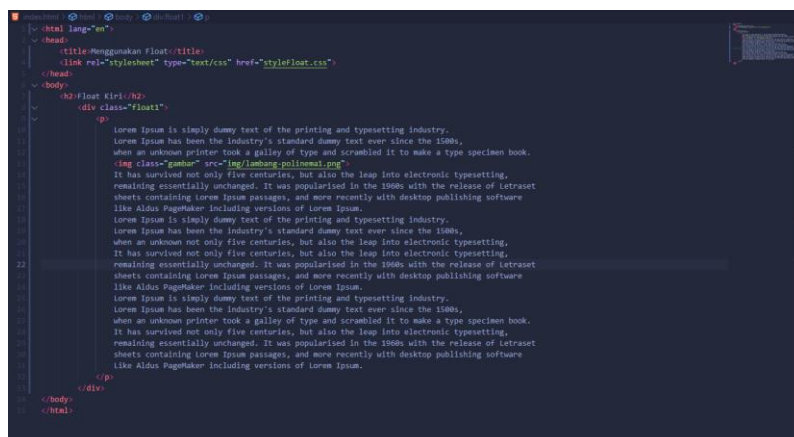 index.html > html > body > div.float1 > p
<html lang="en">
<head>
<title>Menggunakan Float</title>
<link rel="stylesheet" type="text/css" href="styleFloat.css">
</head>
<body>
<h2>Float Kiri</h2>
<div class="float1">
<p>
Lorem Ipsum is simply dummy text of the printing and typesetting industry.
Lorem Ipsum has been the industry's standard dummy text ever since the 1500s,
when an unknown printer took a galley of type and scrambled it to make a type specimen book.
<img class="gambar" src="img/lambang-polinema1.png">
It has survived not only five centuries, but also the leap into electronic typesetting,
remaining essentially unchanged. It was popularised in the 1960s with the release of Letraset
sheets containing Lorem Ipsum passages, and more recently with desktop publishing software
like Aldus PageMaker including versions of Lorem Ipsum.
Lorem Ipsum is simply dummy text of the printing and typesetting industry.
Lorem Ipsum has been the industry's standard dummy text ever since the 1500s,
when an unknown not only five centuries, but also the leap into electronic typesetting,
It has survived not only five centuries, but also the leap into electronic typesetting,
22 remaining essentially unchanged. It was popularised in the 1960s with the release of Letraset
sheets containing Lorem Ipsum passages, and more recently with desktop publishing software
like Aldus PageMaker including versions of Lorem Ipsum.
Lorem Ipsum is simply dummy text of the printing and typesetting industry.
Lorem Ipsum has been the industry's standard dummy text ever since the 1500s,
when an unknown printer took a galley of type and scrambled it to make a type specimen book.
It has survived not only five centuries, but also the leap into electronic typesetting,
remaining essentially unchanged. It was popularised in the 1960s with the release of Letraset
sheets containing Lorem Ipsum passages, and more recently with desktop publishing software
Like Aldus PageMaker including versions of Lorem Ipsum.
</p>
</div>
</body>
</html>